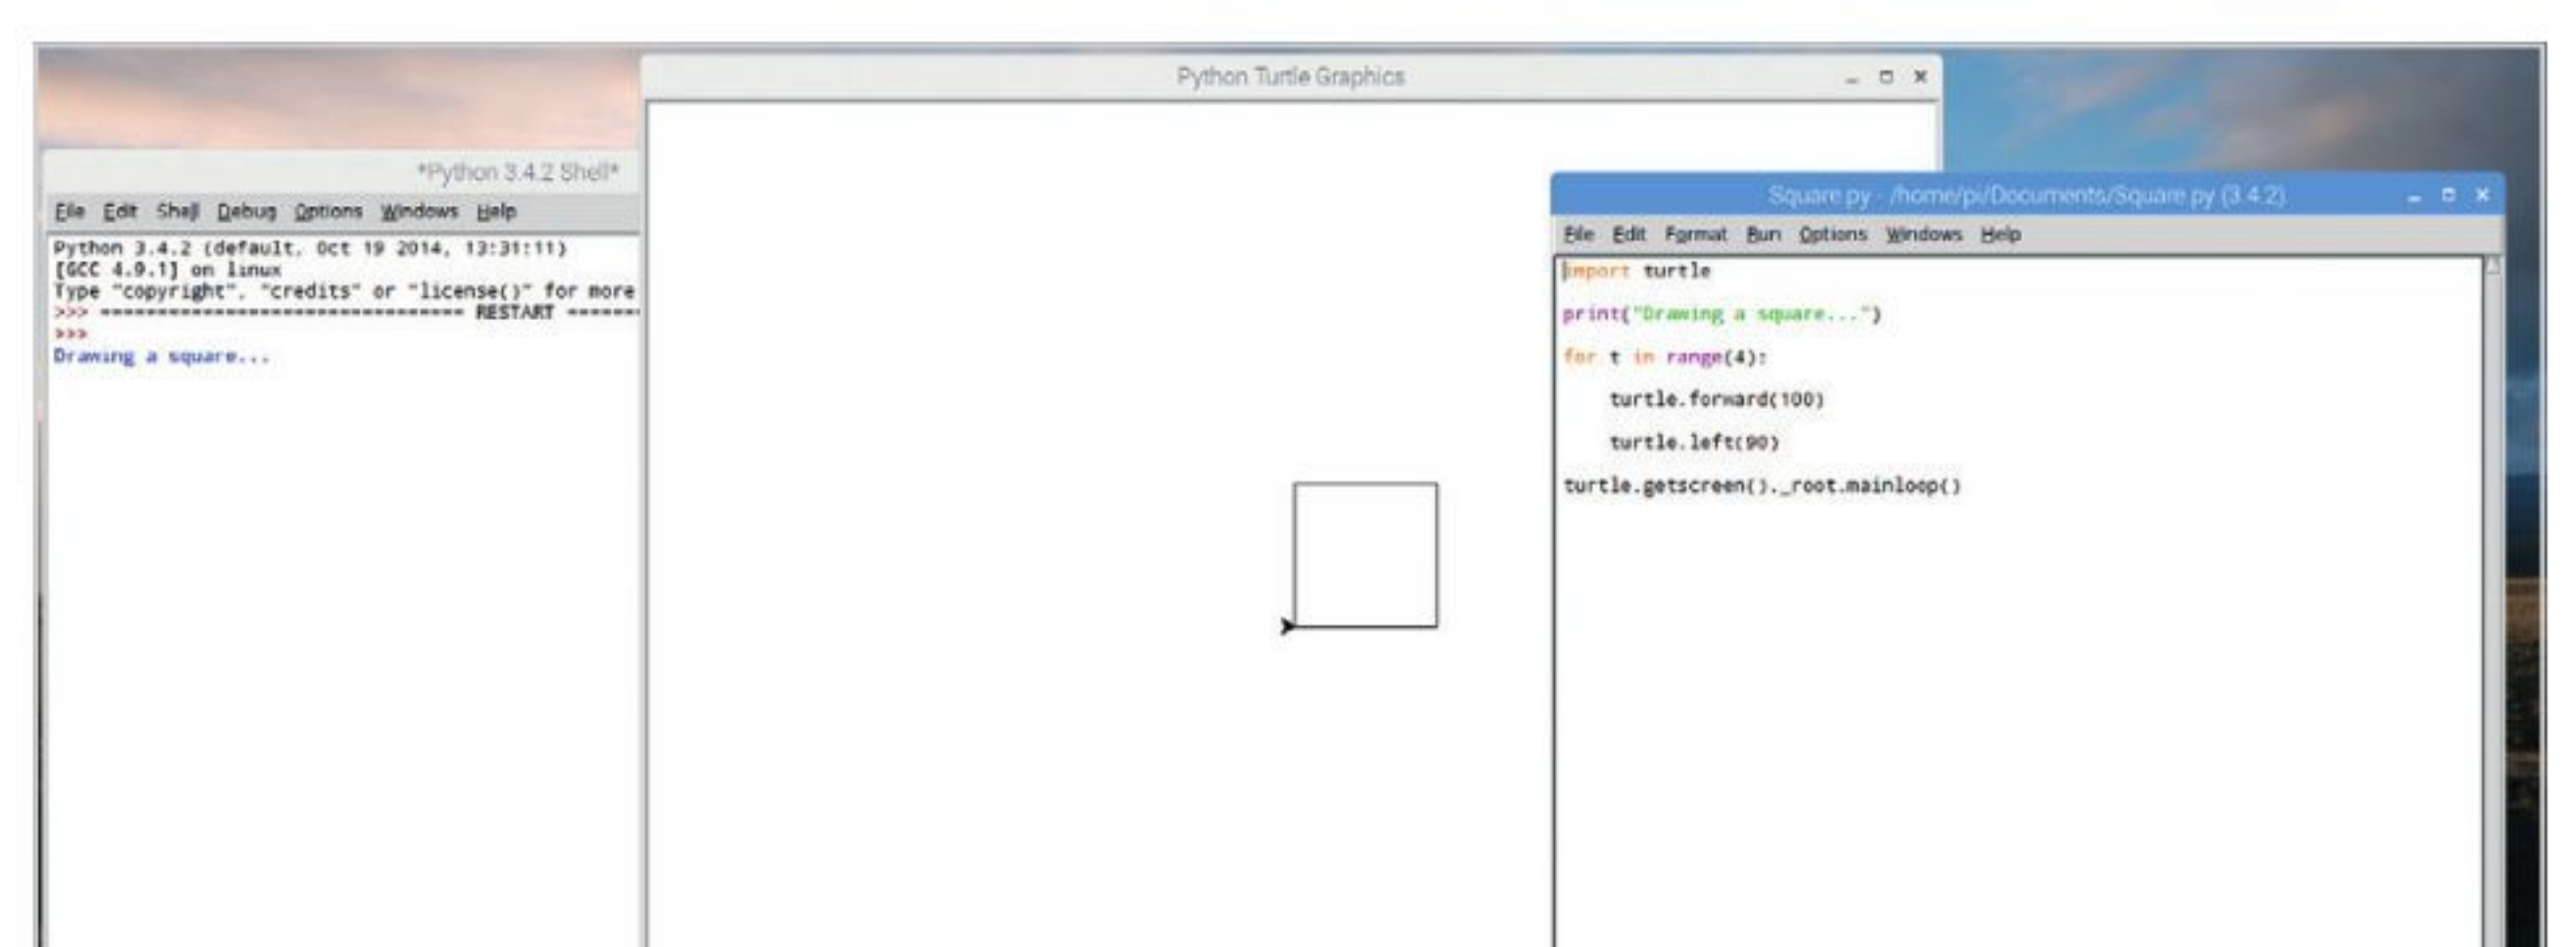 Python Turtle Graphics
*Python 3.4.2 Shell*
File Edit Shell Debug Options Windows Help
Python 3.4.2 (default, Oct 19 2014, 13:31:11)
[GCC 4.9.1] on linux
Type "copyright", "credits" or "license()" for more
>>> ================================ RESTART ======
>>>
Drawing a square...
Square.py - /home/pi/Documents/Square.py (3.4.2)
File Edit Format Run Options Windows Help
import turtle
print("Drawing a square...")
for t in range(4):
turtle.forward(100)
turtle.left(90)
turtle.getscreen()._root.mainloop()